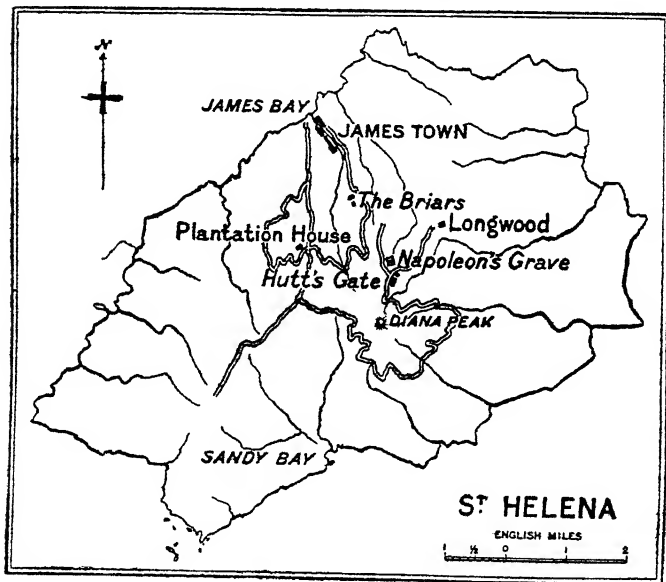 N
JAMES BAY
JAMES TOWN
The Briars
Longwood
Plantation House
Napoleon's Grave
Hutt's Gate
DIANA PEAK
SANDY BAY
ST HELENA
ENGLISH MILES
1 ½ 0 1 2